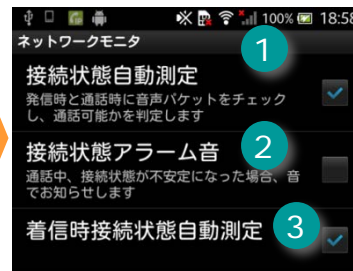 100% 18:58
ネットワークモニタ
1
接続状態自動測定
発信時と通話時に音声パケットをチェック
し、通話可能かを判定します
2
接続状態アラーム音
通話中、接続状態が不安定になった場合、音
でお知らせします
着信時接続状態自動測定
3